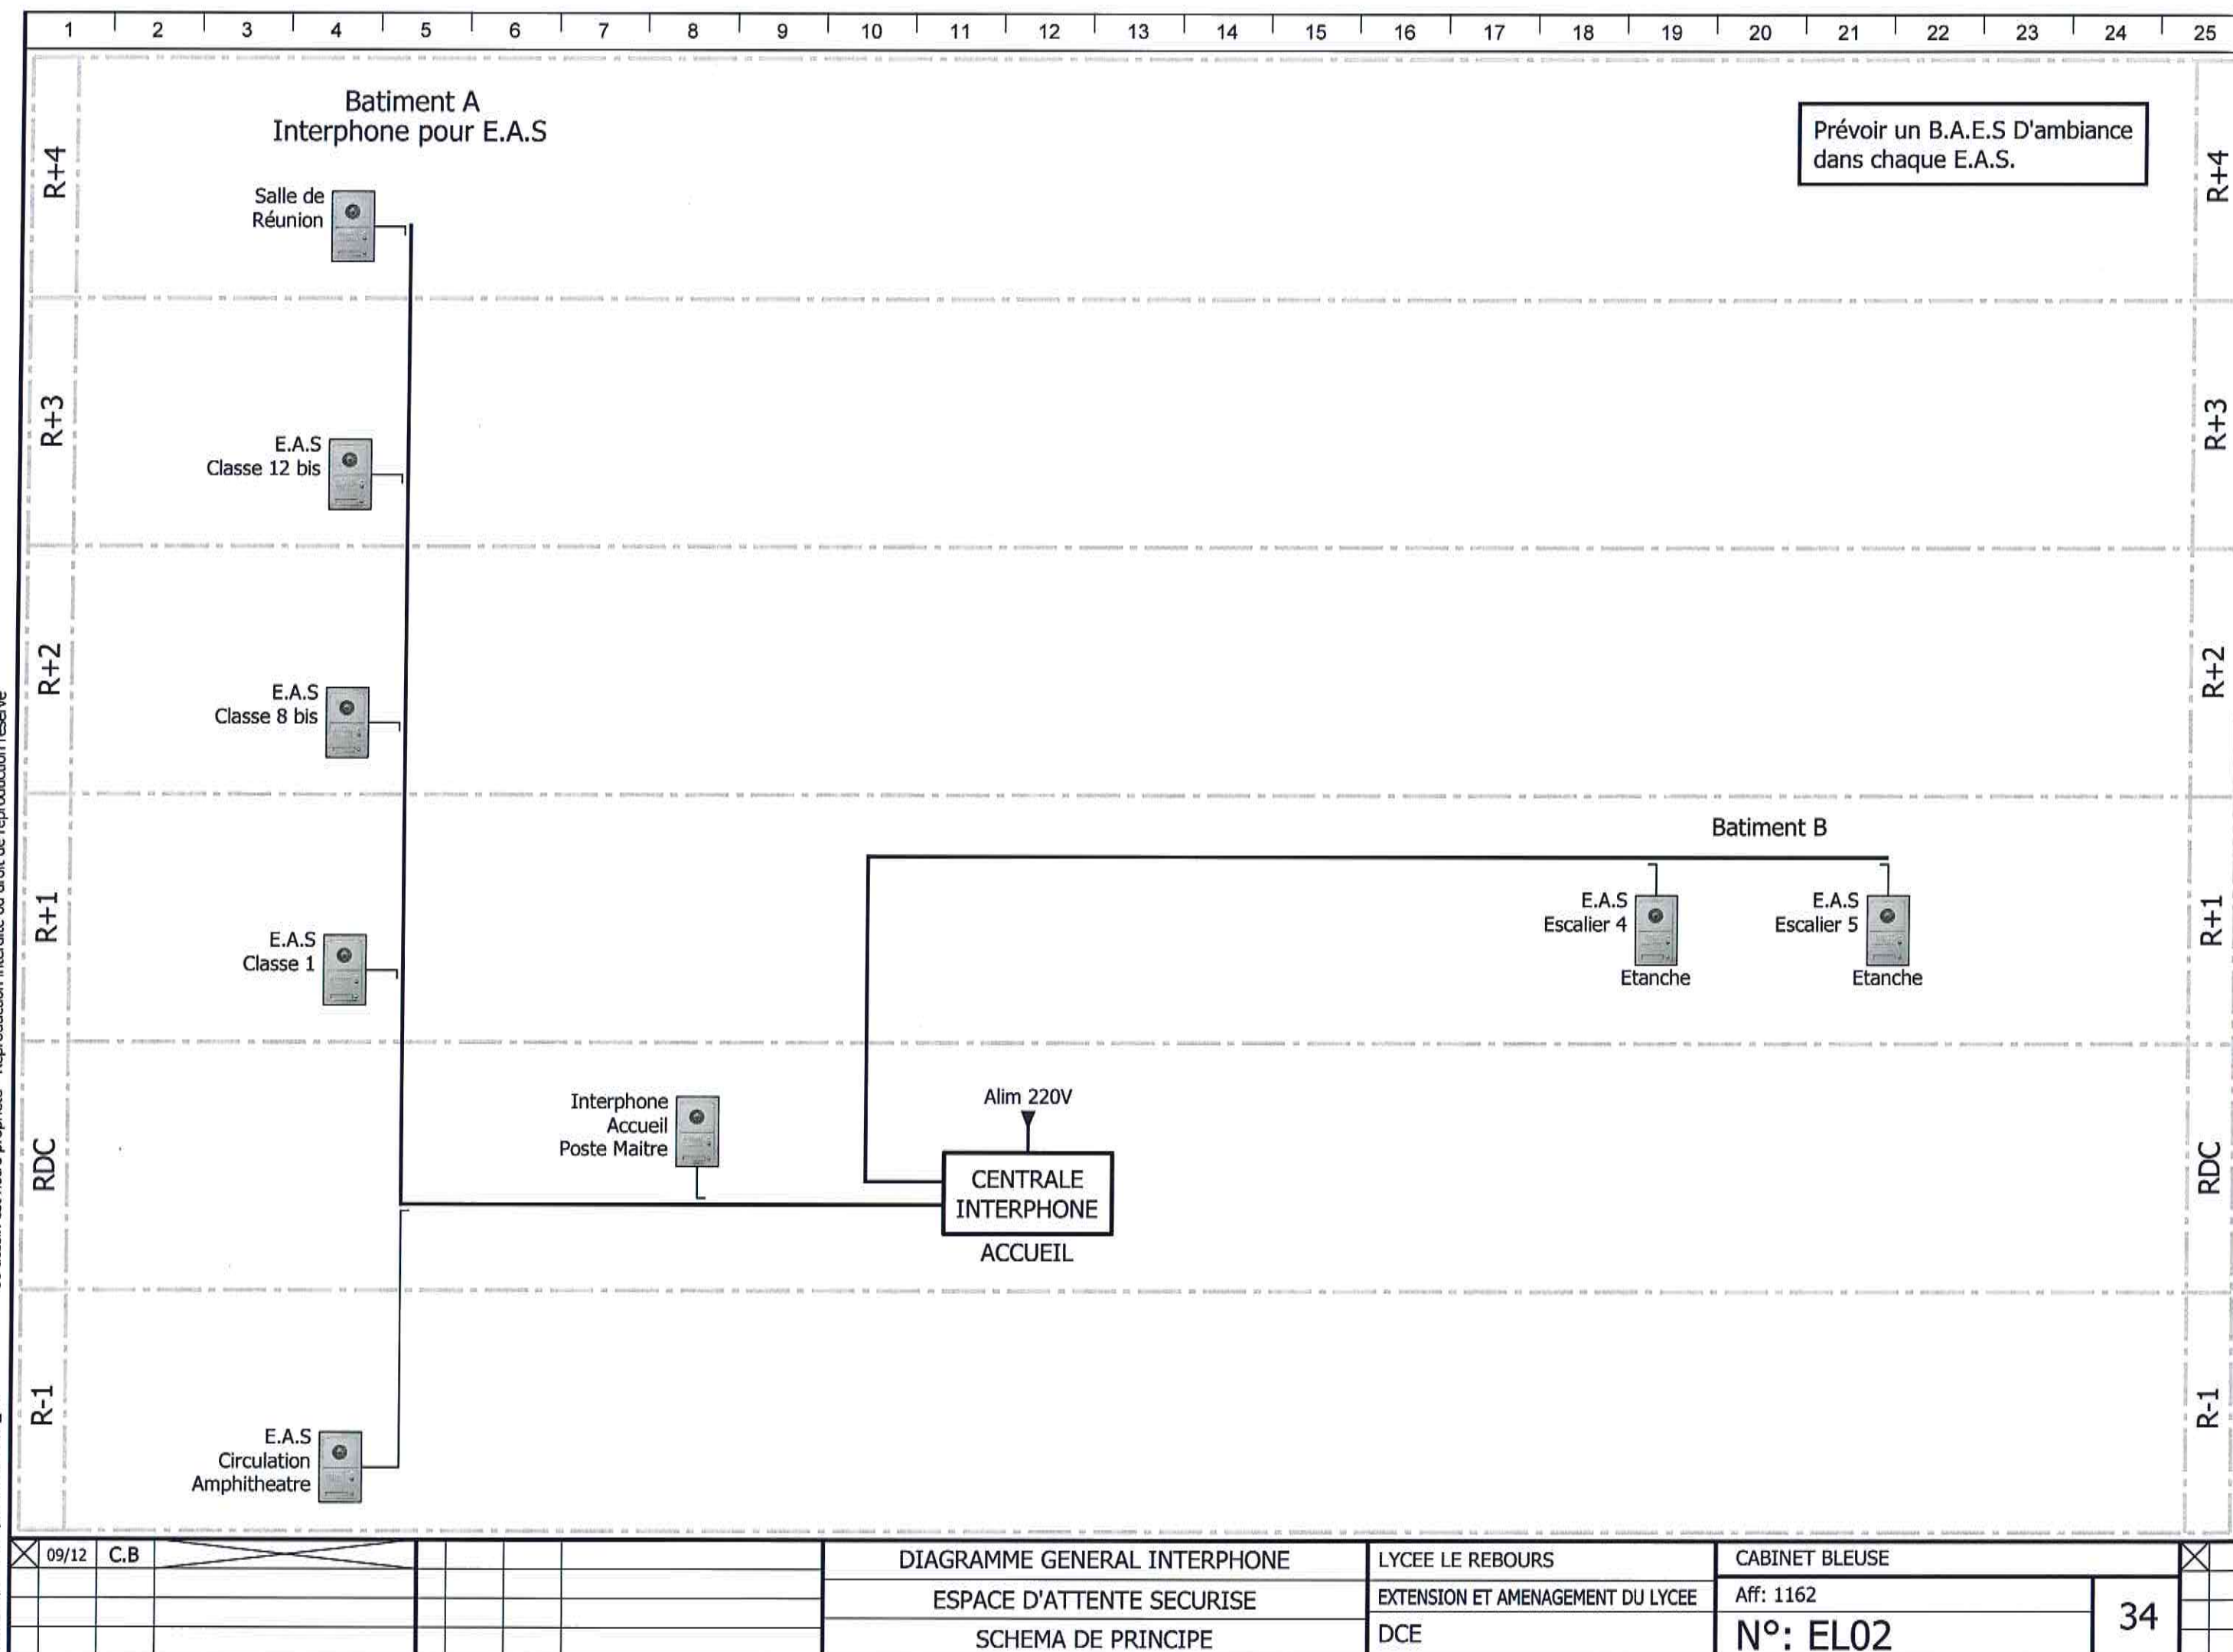 1 2 3 4 5 6 7 8 9 10 11 12 13 14 15 16 17 18 19 20 21 22 23 24 25
Batiment A
Interphone pour E.A.S
Prévoir un B.A.E.S D'ambiance
dans chaque E.A.S.
R+4
R+4
Salle de
Réunion
R+3
R+3
E.A.S
Classe 12 bis
R+2
R+2
E.A.S
Classe 8 bis
Batiment B
R+1
R+1
E.A.S
Classe 1
E.A.S
Escalier 4
Etanche
E.A.S
Escalier 5
Etanche
RDC
RDC
Interphone
Accueil
Poste Maitre
Alim 220V
CENTRALE
INTERPHONE
ACCUEIL
R-1
R-1
E.A.S
Circulation
Amphitheatre
09/12 C.B
DIAGRAMME GENERAL INTERPHONE
ESPACE D'ATTENTE SECURISE
SCHEMA DE PRINCIPE
LYCEE LE REBOURS
EXTENSION ET AMENAGEMENT DU LYCEE
DCE
CABINET BLEUSE
Aff: 1162
N°: EL02
34